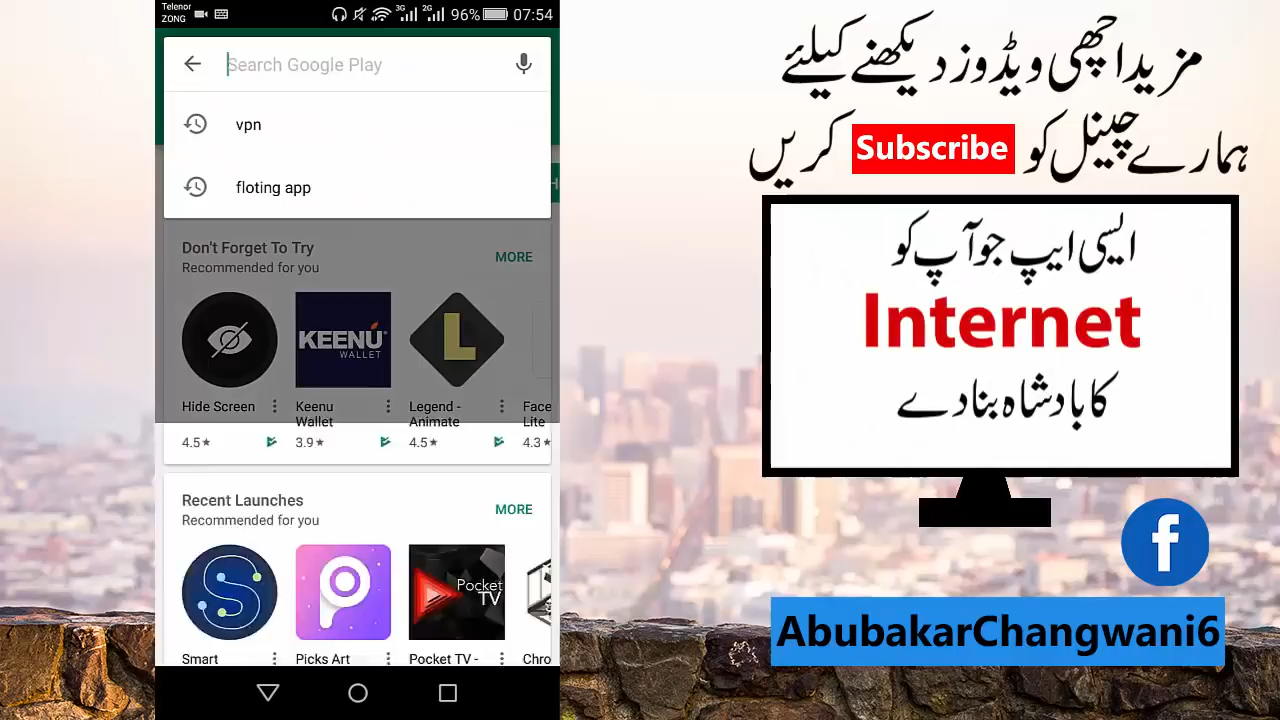 Telenor
ZONG
3G
2G
96%
07:54
Search Google Play
vpn
floting app
H
Don't Forget To Try
Recommended for you
MORE
KEENU
WALLET
L
Hide Screen
Keenu
Wallet
Legend -
Animate
Face
Lite
4.5★
3.9★
4.5★
4.3★
Recent Launches
Recommended for you
MORE
S
P
Pocket
TV
Smart
Picks Art
Pocket TV -
Chro
مزید اچھی ویڈوز دیکھنے کیلئے
ہمارے چینل کو Subscribe کریں
ایسی ایپ جو آپ کو
Internet
کا بادشاہ بنا دے
f
AbubakarChangwani6